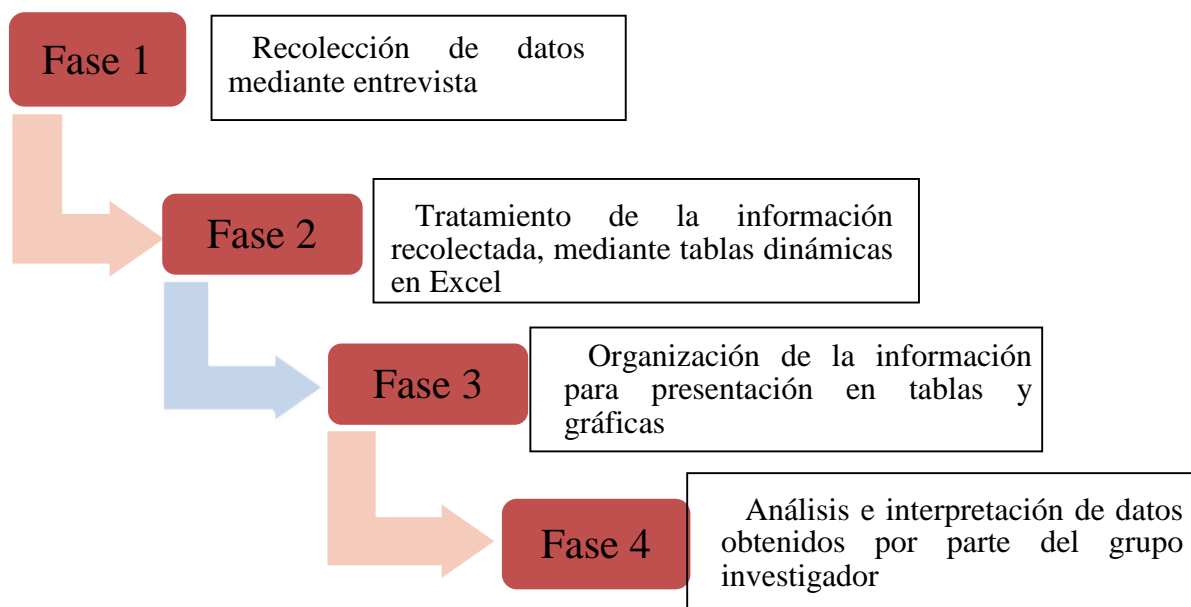 Fase 1
Recolección de datos
mediante entrevista
Fase 2
Tratamiento de la información
recolectada, mediante tablas dinámicas
en Excel
Fase 3
Organización de la información
para presentación en tablas y
gráficas
Fase 4
Análisis e interpretación de datos
obtenidos por parte del grupo
investigador